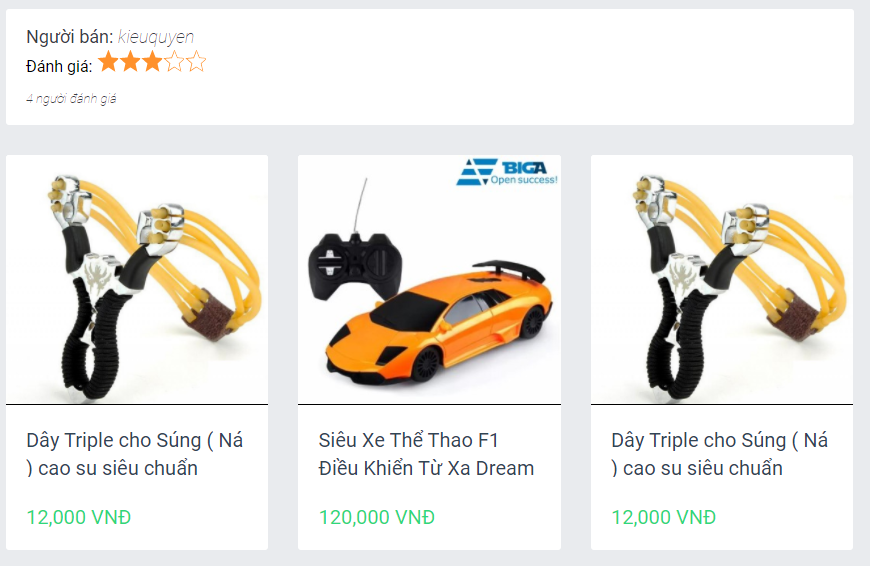 Người bán: kieuquyen
Đánh giá:
4 người đánh giá
BIGA
Open success!
Dây Triple cho Súng ( Ná
) cao su siêu chuẩn
12,000 VNĐ
Siêu Xe Thể Thao F1
Điều Khiển Từ Xa Dream
120,000 VNĐ
Dây Triple cho Súng ( Ná
) cao su siêu chuẩn
12,000 VNĐ